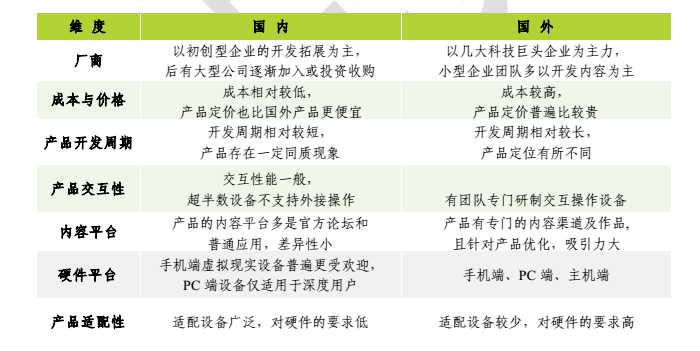 维 度 国 内 国 外
厂商 以初创型企业的开发拓展为主， 以几大科技巨头企业为主力，
后有大型公司逐渐加入或投资收购 小型企业团队多以开发内容为主
成本与价格 成本相对较低， 成本较高，
产品定价也比国外产品更便宜 产品定价普遍比较贵
产品开发周期 开发周期相对较短， 开发周期相对较长，
产品存在一定同质现象 产品定位有所不同
产品交互性 交互性能一般，
超半数设备不支持外接操作 有团队专门研制交互操作设备
内容平台 产品的内容平台多是官方论坛和 产品有专门的内容渠道及作品，
普通应用，差异性小 且针对产品优化，吸引力大
硬件平台 手机端虚拟现实设备普遍更受欢迎， 手机端、PC 端、主机端
PC 端设备仅适用于深度用户
产品适配性 适配设备广泛，对硬件的要求低 适配设备较少，对硬件的要求高